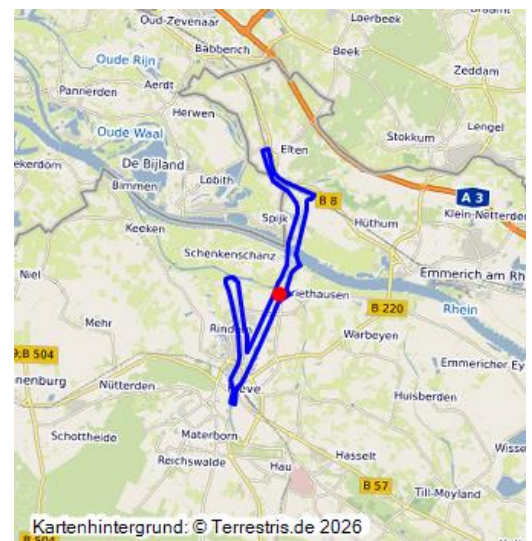 Oud-Zevenaar
Loerbeek
Babberich
Beek
Oude Rijn
Zeddam
Pannerden
Aerdt
Herwen
Stokkum
Lengel
Elten
Oude Waal
De Bijland
Lobith
A 3
Bimmen
B 8
Klein-Netterden
Spijk
Hüthum
Keeken
Schenkenschanz
Emmerich am Rh
Niel
riethausen
B 220
Rhein
Mehr
Rindern
Warbeyen
B 504
Emmericher Ey
Nütterden
Huisberden
Schottheide
Materborn
Hasselt
Reichswalde
Hau
B 57
Till-Moyland
B 504
Kartenhintergrund: © Terrestris.de 2026